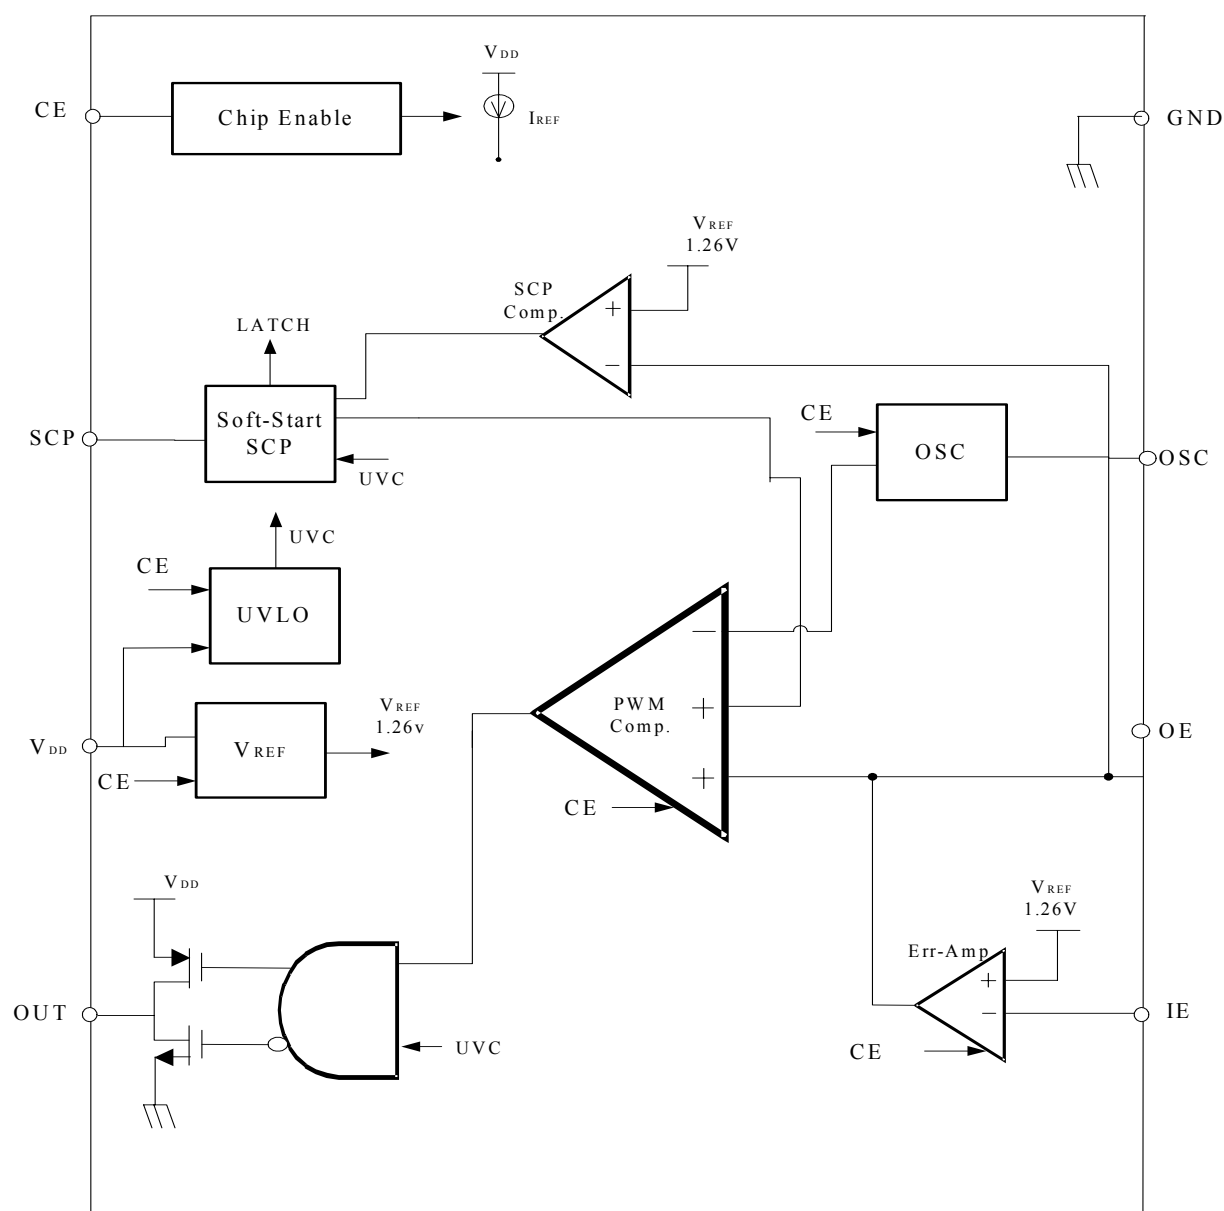 VDD
CE
Chip Enable
IREF
GND
VREF
1.26V
SCP
Comp.
+
−
LATCH
Soft-Start
SCP
SCP
UVC
CE
OSC
OSC
UVC
CE
UVLO
−
PWM
Comp.
+
+
VREF
1.26v
VDD
VREF
CE
OE
CE
VDD
VREF
1.26V
Err-Amp
+
−
OUT
IE
UVC
CE